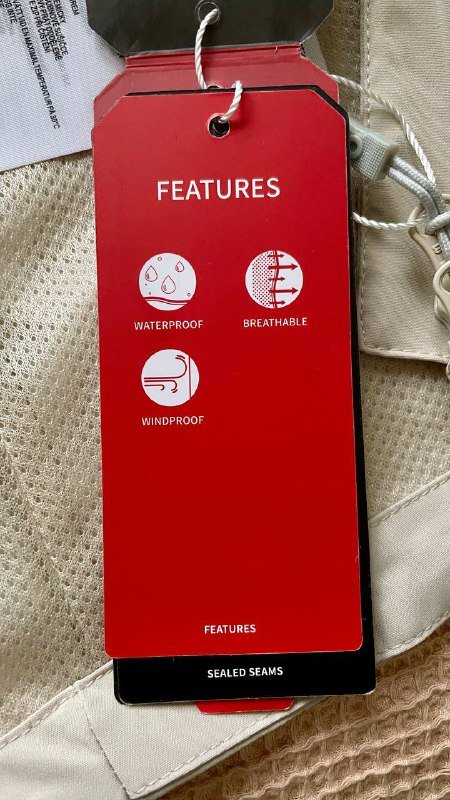 FEATURES
WATERPROOF
BREATHABLE
WINDPROOF
FEATURES
SEALED SEAMS